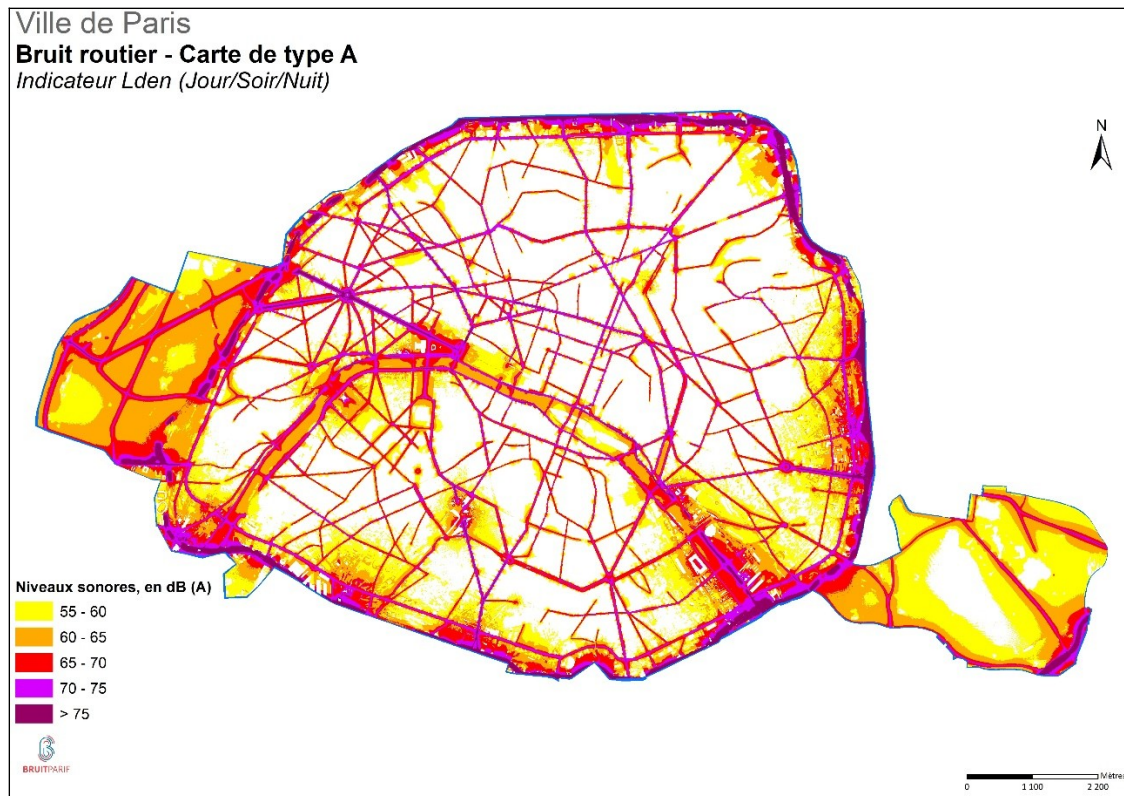 Ville de Paris
Bruit routier - Carte de type A
Indicateur Lden (Jour/Soir/Nuit)
N
Niveaux sonores, en dB (A)
55 - 60
60 - 65
65 - 70
70 - 75
> 75
BRUITPARIF
Mètres
0 1 100 2 200